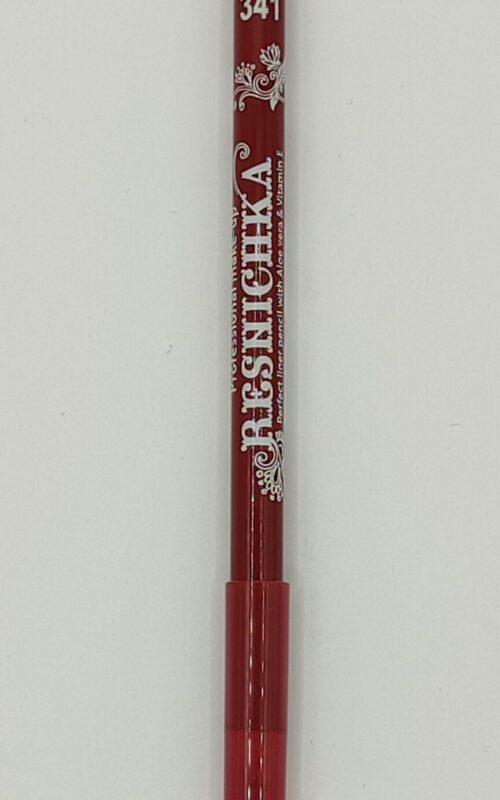 341
Professional make-up
RESNICHKA
Perfect liner pencil with Aloe vera & Vitamin E